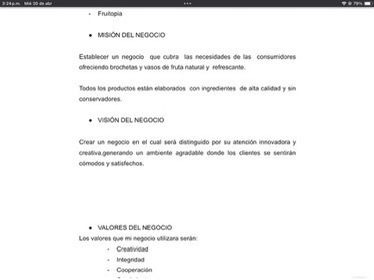 3:24 p.m. Mié 30 de abr
79%
- Frutopia
● MISIÓN DEL NEGOCIO
Establecer un negocio que cubra las necesidades de las consumidores
ofreciendo brochetas y vasos de fruta natural y refrescante.
Todos los productos están elaborados con ingredientes de alta calidad y sin
conservadores.
● VISIÓN DEL NEGOCIO
Crear un negocio en el cual será distinguido por su atención innovadora y
creativa,generando un ambiente agradable donde los clientes se sentirán
cómodos y satisfechos.
● VALORES DEL NEGOCIO
Los valores que mi negocio utilizara serán:
- Creatividad
- Integridad
- Cooperación